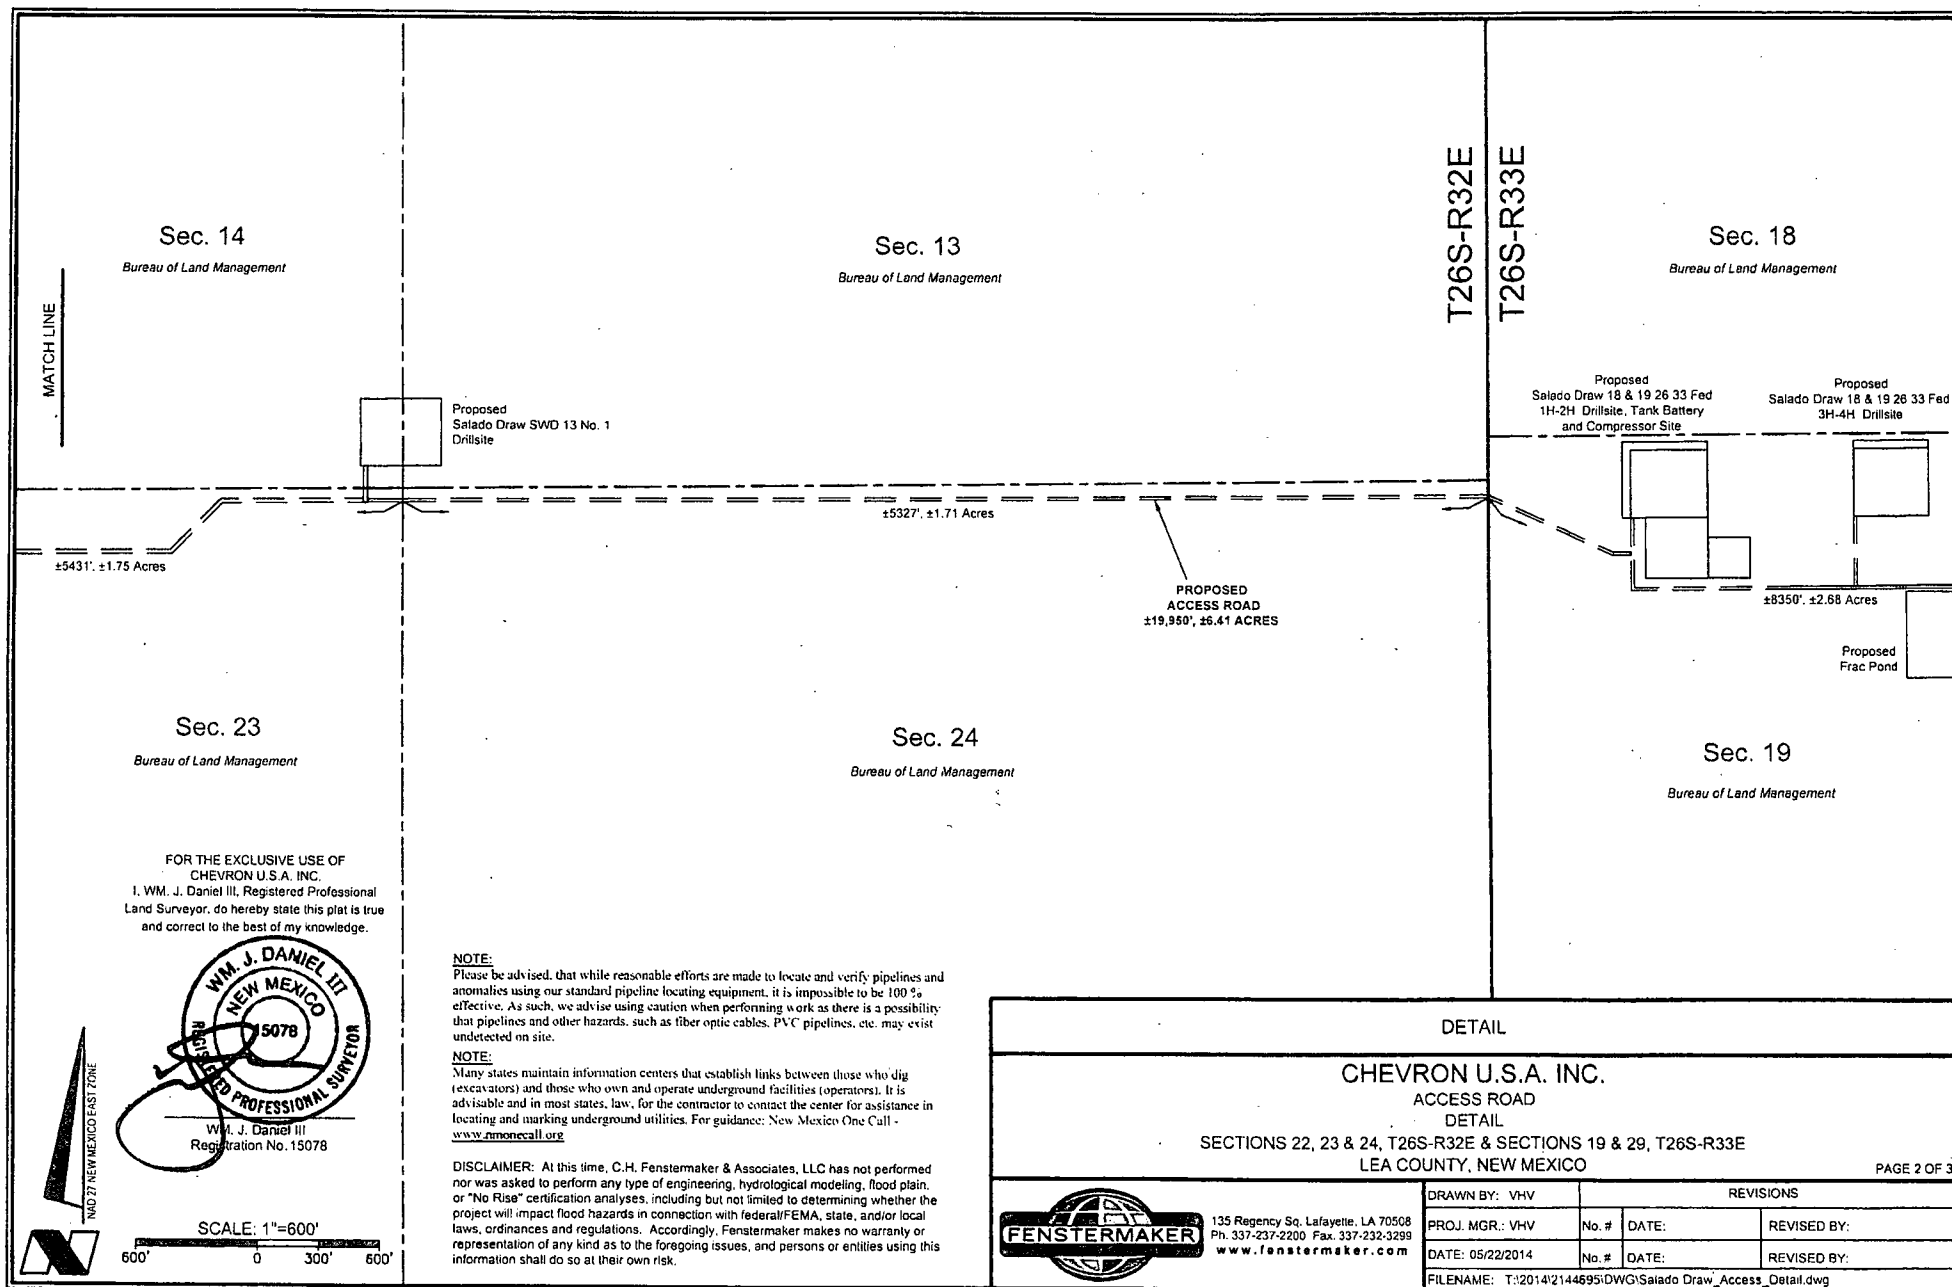 Sec. 14
Bureau of Land Management
Sec. 13
Bureau of Land Management
T26S-R32E
T26S-R33E
Sec. 18
Bureau of Land Management
MATCH LINE
Proposed
Salado Draw SWD 13 No. 1
Drillsite
Proposed
Salado Draw 18 & 19 26 33 Fed
1H-2H Drillsite, Tank Battery
and Compressor Site
Proposed
Salado Draw 18 & 19 26 33 Fed
3H-4H Drillsite
±5431', ±1.75 Acres
±5327', ±1.71 Acres
PROPOSED
ACCESS ROAD
±19,950', ±6.41 ACRES
±8350', ±2.68 Acres
Proposed
Frac Pond
Sec. 23
Bureau of Land Management
Sec. 24
Bureau of Land Management
Sec. 19
Bureau of Land Management
FOR THE EXCLUSIVE USE OF
CHEVRON U.S.A. INC.
I, WM. J. Daniel III, Registered Professional
Land Surveyor, do hereby state this plat is true
and correct to the best of my knowledge.
WM. J. DANIEL III
NEW MEXICO
15078
REGISTERED PROFESSIONAL SURVEYOR
WM. J. Daniel III
Registration No. 15078
NAD 27 NEW MEXICO EAST ZONE
SCALE: 1"=600'
600' 0 300' 600'
NOTE:
Please be advised, that while reasonable efforts are made to locate and verify pipelines and
anomalies using our standard pipeline locating equipment, it is impossible to be 100 %
effective. As such, we advise using caution when performing work as there is a possibility
that pipelines and other hazards, such as fiber optic cables, PVC pipelines, etc. may exist
undetected on site.
NOTE:
Many states maintain information centers that establish links between those who dig
(excavators) and those who own and operate underground facilities (operators). It is
advisable and in most states, law, for the contractor to contact the center for assistance in
locating and marking underground utilities. For guidance: New Mexico One Call -
www.nmonecall.org
DISCLAIMER: At this time, C.H. Fenstermaker & Associates, LLC has not performed
nor was asked to perform any type of engineering, hydrological modeling, flood plain,
or "No Rise" certification analyses, including but not limited to determining whether the
project will impact flood hazards in connection with federal/FEMA, state, and/or local
laws, ordinances and regulations. Accordingly, Fenstermaker makes no warranty or
representation of any kind as to the foregoing issues, and persons or entities using this
information shall do so at their own risk.
DETAIL
CHEVRON U.S.A. INC.
ACCESS ROAD
DETAIL
SECTIONS 22, 23 & 24, T26S-R32E & SECTIONS 19 & 29, T26S-R33E
LEA COUNTY, NEW MEXICO
PAGE 2 OF 3
FENSTERMAKER
135 Regency Sq. Lafayette, LA 70508
Ph. 337-237-2200 Fax. 337-232-3299
www.fenstermaker.com
DRAWN BY: VHV
REVISIONS
PROJ. MGR.: VHV
No. # DATE: REVISED BY:
DATE: 05/22/2014
No. # DATE: REVISED BY:
FILENAME: T:\2014\2144695\DWG\Salado Draw_Access_Detail.dwg